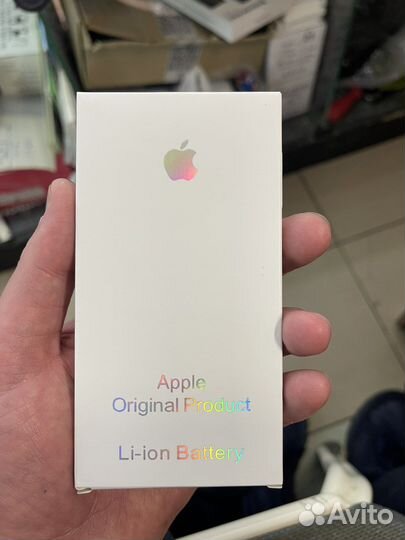 Apple
Original Product
Li-ion Battery
Avito